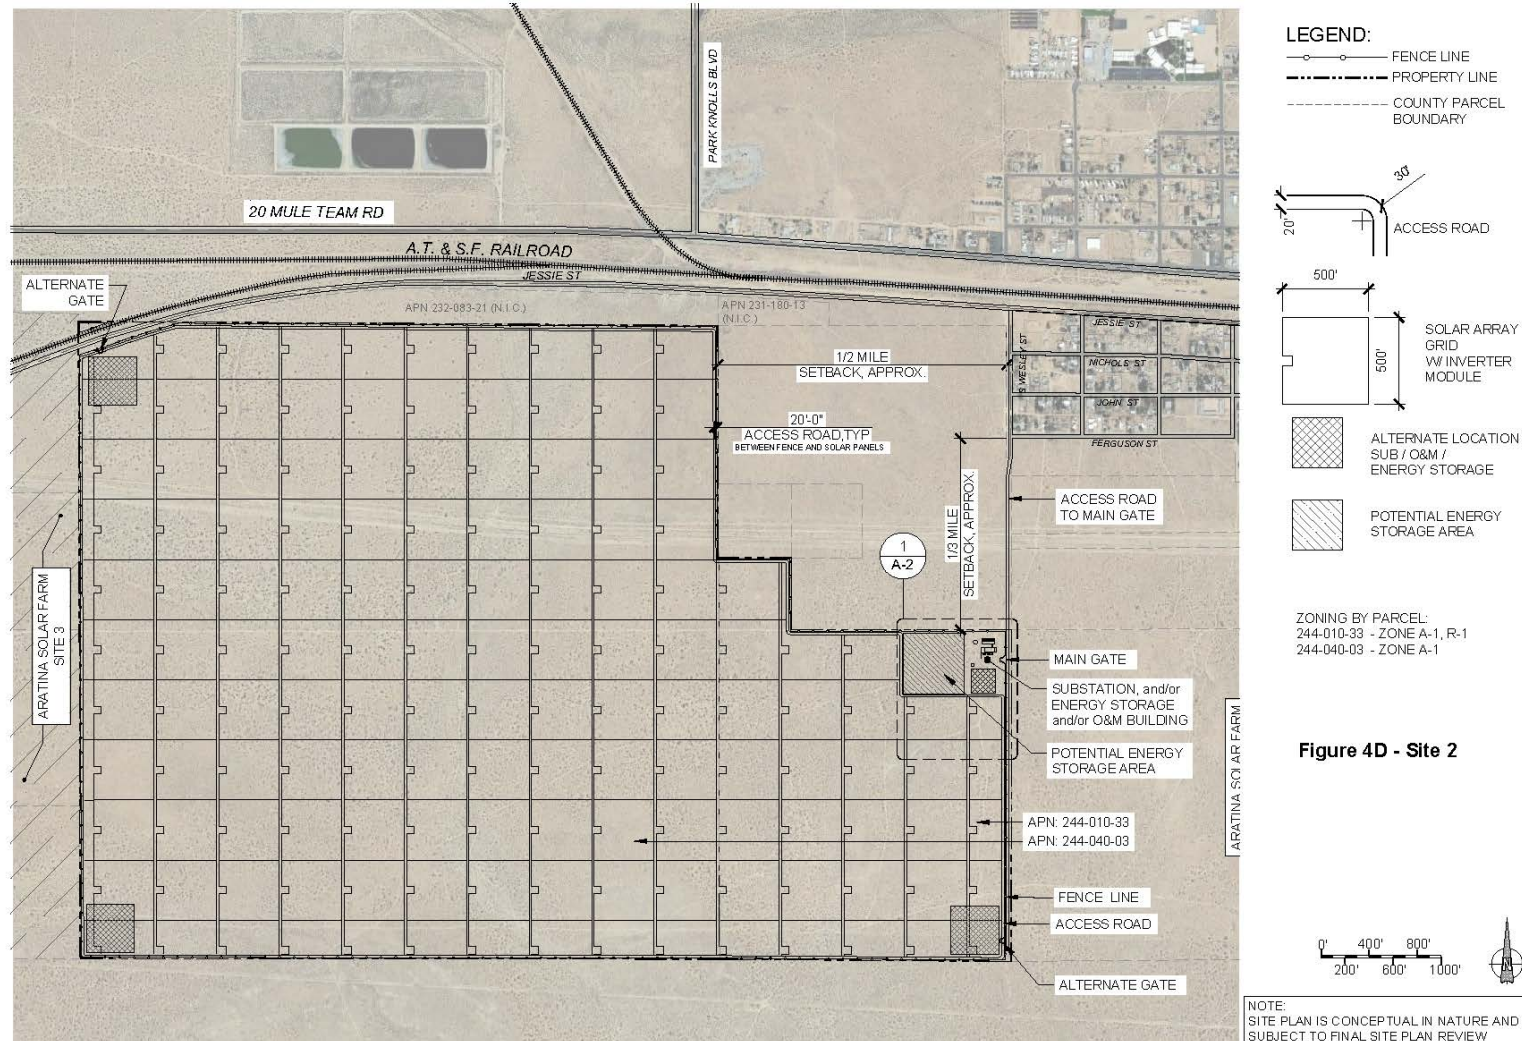 PARK KNOLLS BLVD
20 MULE TEAM RD
A.T. & S.F. RAILROAD
JESSIE ST
ALTERNATE
GATE
APN 232-083-21 (N.I.C.)
APN 231-180-13
(N.I.C.)
1/2 MILE
SETBACK, APPROX.
20'-0"
ACCESS ROAD,TYP
BETWEEN FENCE AND SOLAR PANELS
S WESLEY ST
JESSIE ST
NICHOLS ST
JOHN ST
FERGUSON ST
1/3 MILE
SETBACK, APPROX.
ACCESS ROAD
TO MAIN GATE
1
A-2
ARATINA SOLAR FARM
SITE 3
MAIN GATE
SUBSTATION, and/or
ENERGY STORAGE
and/or O&M BUILDING
POTENTIAL ENERGY
STORAGE AREA
APN: 244-010-33
APN: 244-040-03
FENCE LINE
ACCESS ROAD
ALTERNATE GATE
ARATINA SOLAR FARM
LEGEND:
FENCE LINE
PROPERTY LINE
COUNTY PARCEL
BOUNDARY
30'
20'
ACCESS ROAD
500'
500'
SOLAR ARRAY
GRID
W/ INVERTER
MODULE
ALTERNATE LOCATION
SUB / O&M /
ENERGY STORAGE
POTENTIAL ENERGY
STORAGE AREA
ZONING BY PARCEL:
244-010-33 - ZONE A-1, R-1
244-040-03 - ZONE A-1
Figure 4D - Site 2
0' 400' 800'
200' 600' 1000'
NOTE:
SITE PLAN IS CONCEPTUAL IN NATURE AND
SUBJECT TO FINAL SITE PLAN REVIEW